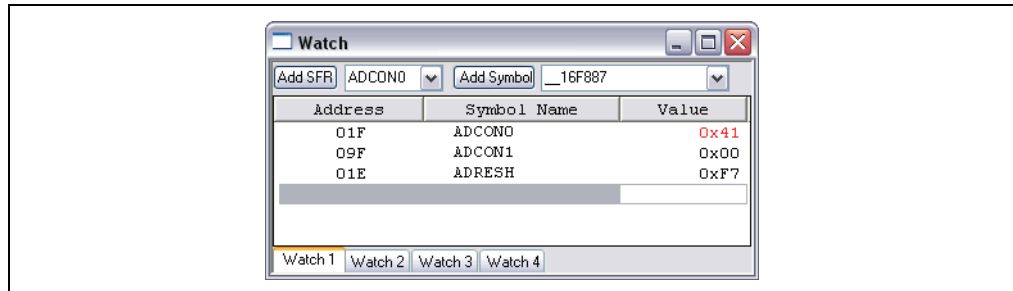 Watch
Add SFR ADCON0 Add Symbol __16F887
Address Symbol Name Value
01F ADCON0 0x41
09F ADCON1 0x00
01E ADRESH 0xF7
Watch 1 Watch 2 Watch 3 Watch 4